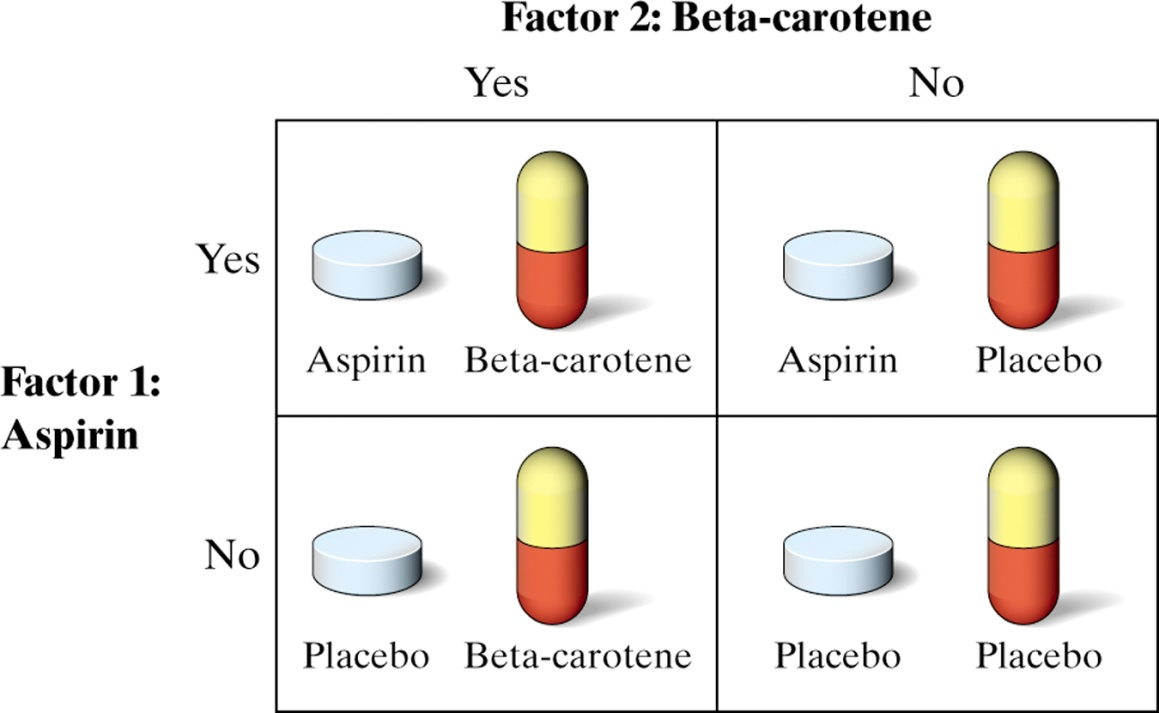 Factor 2: Beta-carotene
Yes No
Yes
Aspirin Beta-carotene Aspirin Placebo
Factor 1:
Aspirin
No
Placebo Beta-carotene Placebo Placebo